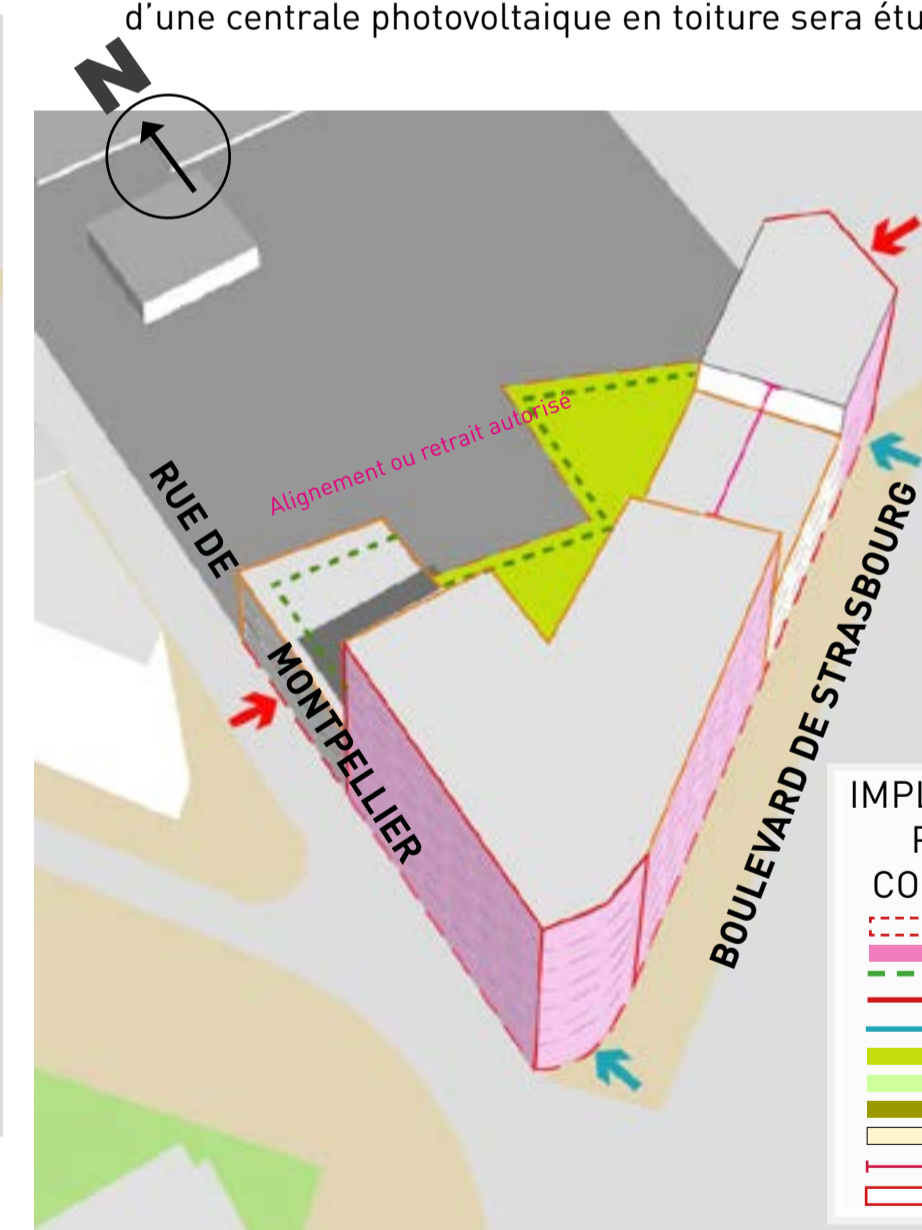 d'une centrale photovoltaique en toiture sera étu
N
Alignement ou retrait autorisé
RUE DE
MONTPELLIER
BOULEVARD DE STRASBOURG
IMPL
CO